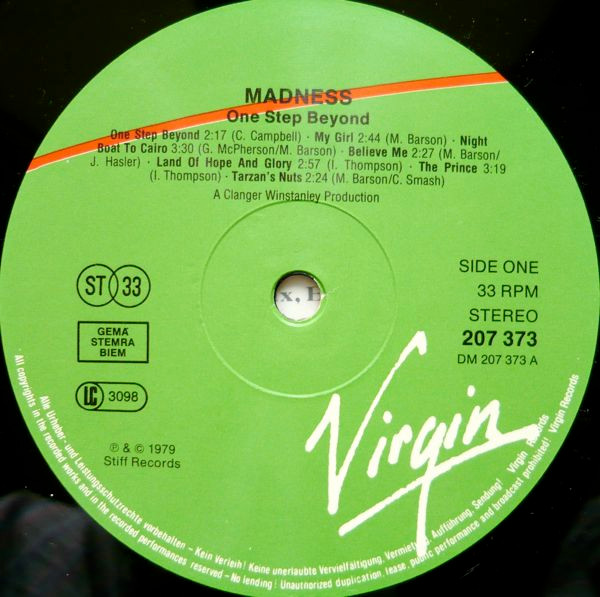 MADNESS
One Step Beyond
One Step Beyond 2:17 (C. Campbell) · My Girl 2:44 (M. Barson) · Night
Boat To Cairo 3:30 (G. McPherson/M. Barson) · Believe Me 2:27 (M. Barson/
J. Hasler) · Land Of Hope And Glory 2:57 (I. Thompson) · The Prince 3:19
(I. Thompson) · Tarzan's Nuts 2:24 (M. Barson/C. Smash)
A Clanger Winstanley Production
ST 33
GEMA
STEMRA
BIEM
LC 3098
℗ & © 1979
Stiff Records
x, E
SIDE ONE
33 RPM
STEREO
207 373
DM 207 373 A
Virgin
Alle Urheber- und Leistungsschutzrechte vorbehalten – Kein Verleih! Keine unerlaubte Vervielfältigung, Vermietung, Aufführung, Sendung! Virgin Records
All copyrights in the recorded works and in the recorded performances reserved – No lending! Unauthorized duplication, lease, public performance and broadcast prohibited! Virgin Records